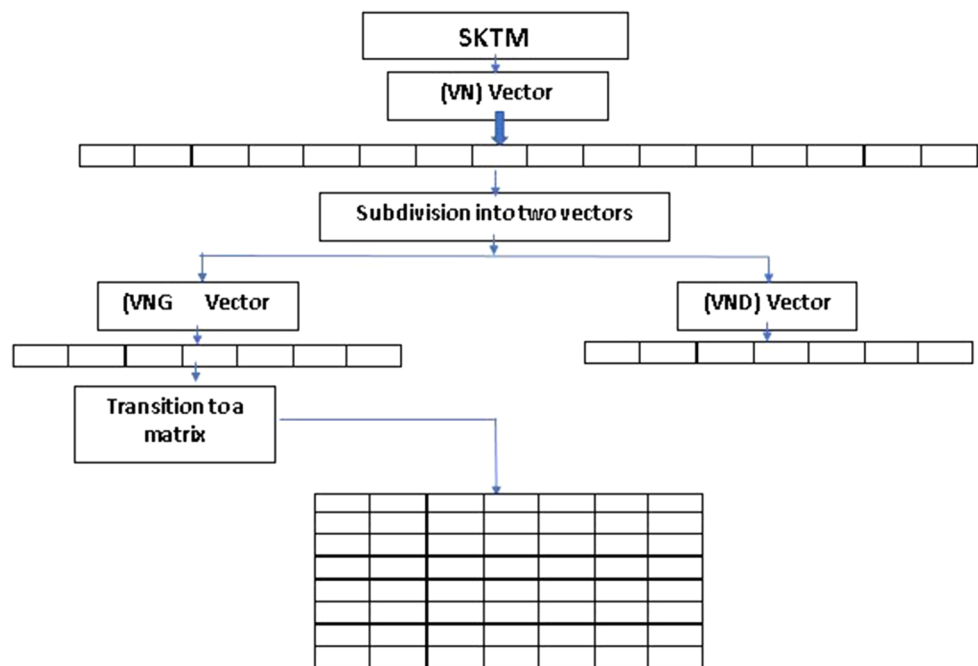 SKTM
(VN) Vector
Subdivision into two vectors
(VNG Vector
(VND) Vector
Transition to a
matrix